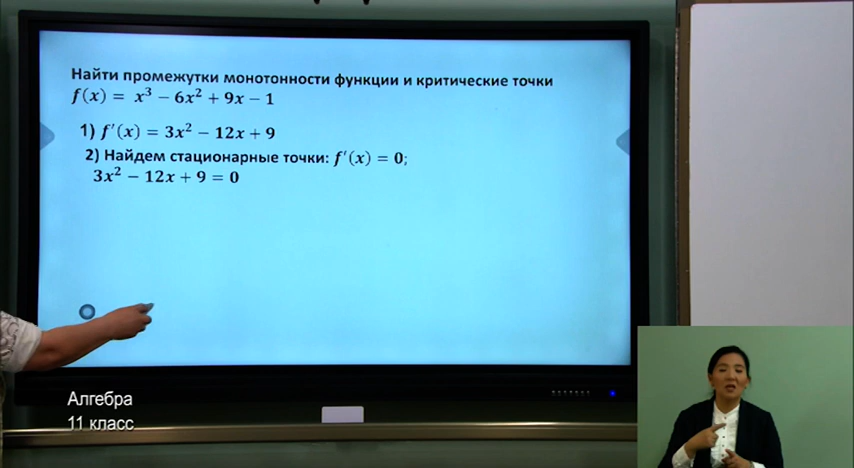 Найти промежутки монотонности функции и критические точки
f(x) = x³ − 6x² + 9x − 1
1) f′(x) = 3x² − 12x + 9
2) Найдем стационарные точки: f′(x) = 0;
3x² − 12x + 9 = 0
Алгебра
11 класс